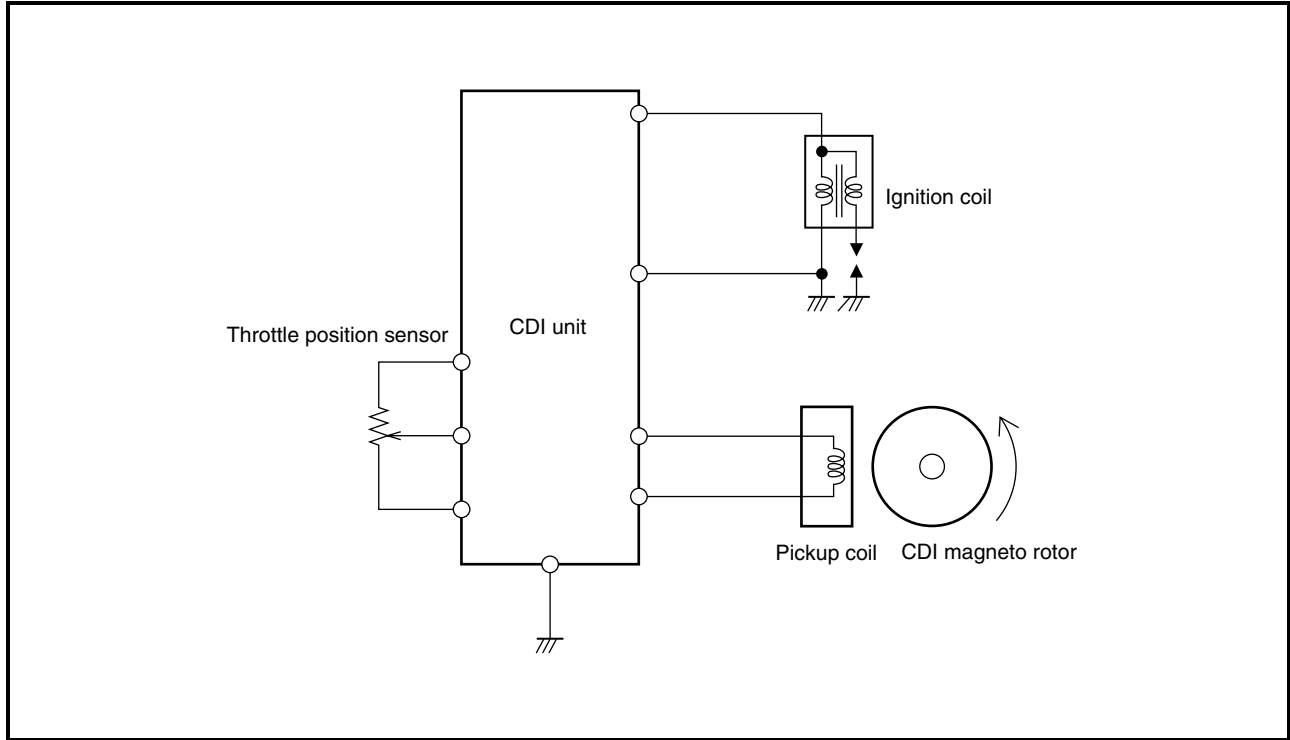 Ignition coil
CDI unit
Throttle position sensor
Pickup coil
CDI magneto rotor